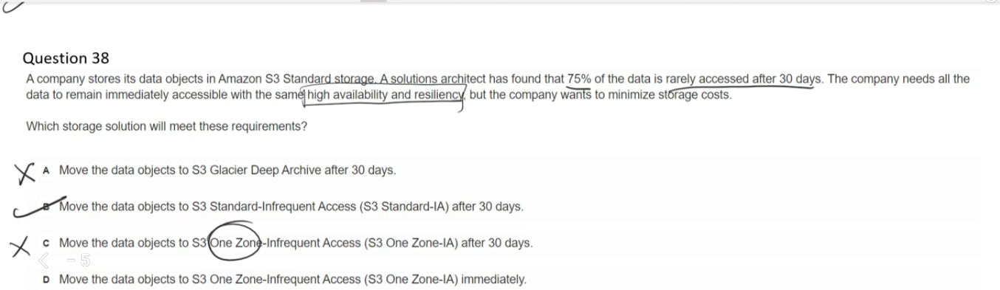 Question 38
A company stores its data objects in Amazon S3 Standard storage. A solutions architect has found that 75% of the data is rarely accessed after 30 days. The company needs all the
data to remain immediately accessible with the same high availability and resiliency, but the company wants to minimize storage costs.
Which storage solution will meet these requirements?
A Move the data objects to S3 Glacier Deep Archive after 30 days.
B Move the data objects to S3 Standard-Infrequent Access (S3 Standard-IA) after 30 days.
C Move the data objects to S3 One Zone-Infrequent Access (S3 One Zone-IA) after 30 days.
- 5
D Move the data objects to S3 One Zone-Infrequent Access (S3 One Zone-IA) immediately.